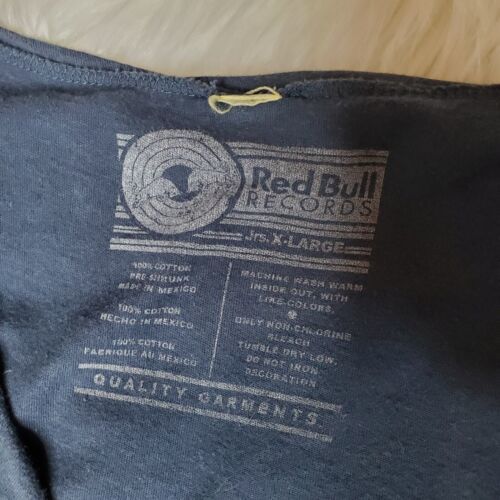 Red Bull
RECORDS
Jrs. X-LARGE
100% COTTON
PRE-SHRUNK
MADE IN MEXICO
100% COTTON
HECHO IN MEXICO
100% COTTON
FABRIQUE AU MEXICO
MACHINE WASH WARM
INSIDE OUT, WITH
LIKE COLORS.
ONLY NON-CHLORINE
BLEACH
TUMBLE DRY LOW.
DO NOT IRON
DECORATION
QUALITY GARMENTS